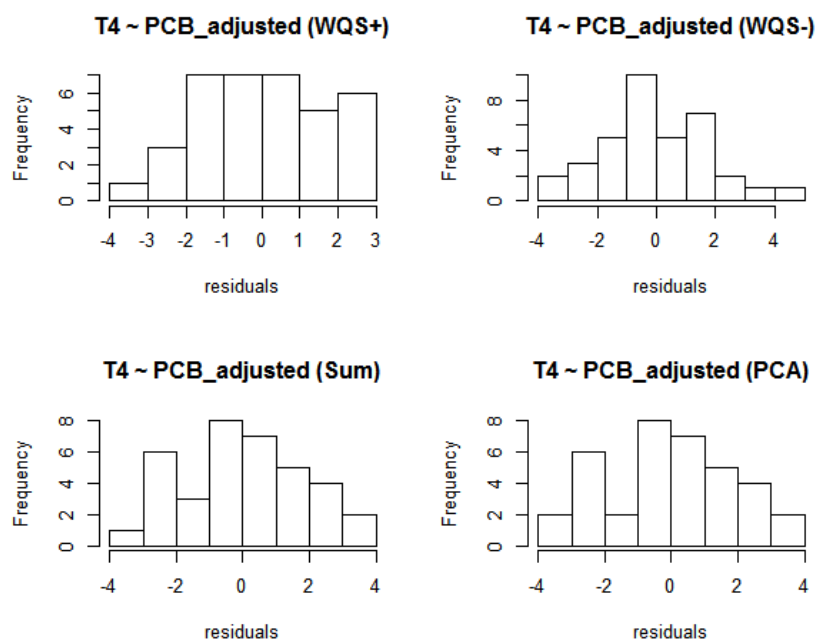 T4 ~ PCB_adjusted (WQS+)
Frequency
6
4
2
0
-4 -3 -2 -1 0 1 2 3
residuals
T4 ~ PCB_adjusted (WQS-)
Frequency
8
4
0
-4 -2 0 2 4
residuals
T4 ~ PCB_adjusted (Sum)
Frequency
8
6
4
2
0
-4 -2 0 2 4
residuals
T4 ~ PCB_adjusted (PCA)
Frequency
8
6
4
2
0
-4 -2 0 2 4
residuals